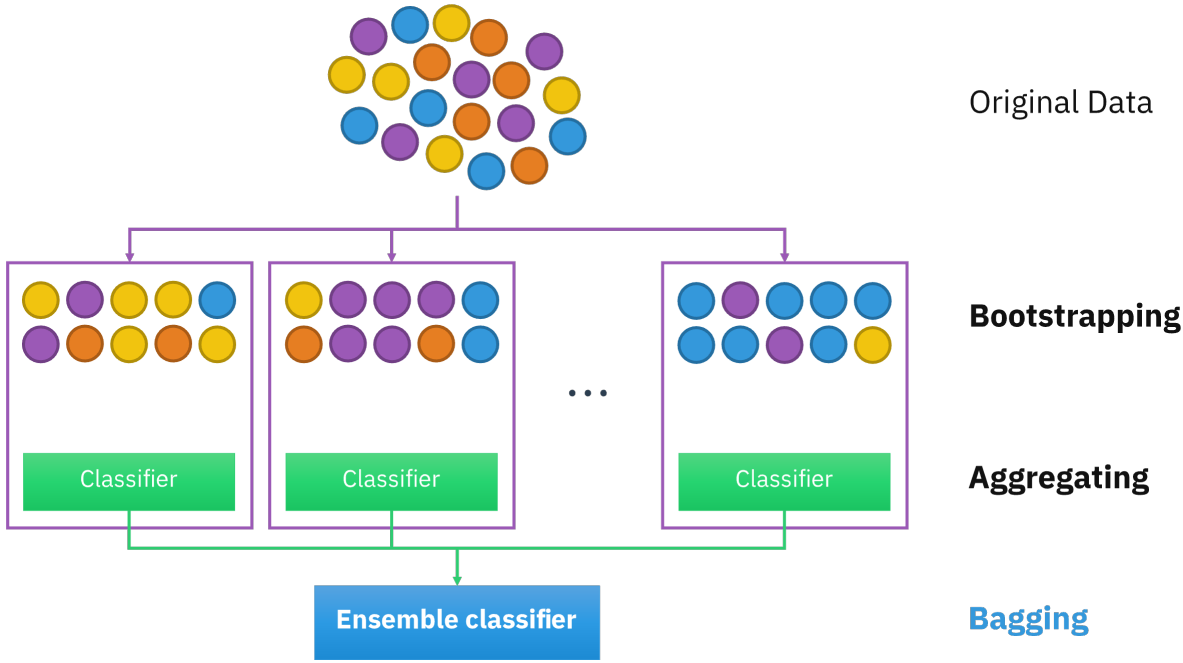 Original Data
Bootstrapping
...
Classifier
Classifier
Classifier
Aggregating
Ensemble classifier
Bagging